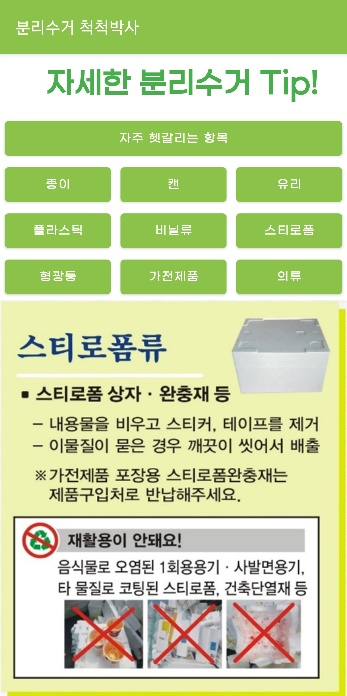 분리수거 척척박사
자세한 분리수거 Tip!
자주 헷갈리는 항목
종이 캔 유리
플라스틱 비닐류 스티로폼
형광등 가전제품 의류
스티로폼류
■ 스티로폼 상자 · 완충재 등
– 내용물을 비우고 스티커, 테이프를 제거
– 이물질이 묻은 경우 깨끗이 씻어서 배출
※가전제품 포장용 스티로폼완충재는
제품구입처로 반납해주세요.
재활용이 안돼요!
음식물로 오염된 1회용용기 · 사발면용기,
타 물질로 코팅된 스티로폼, 건축단열재 등